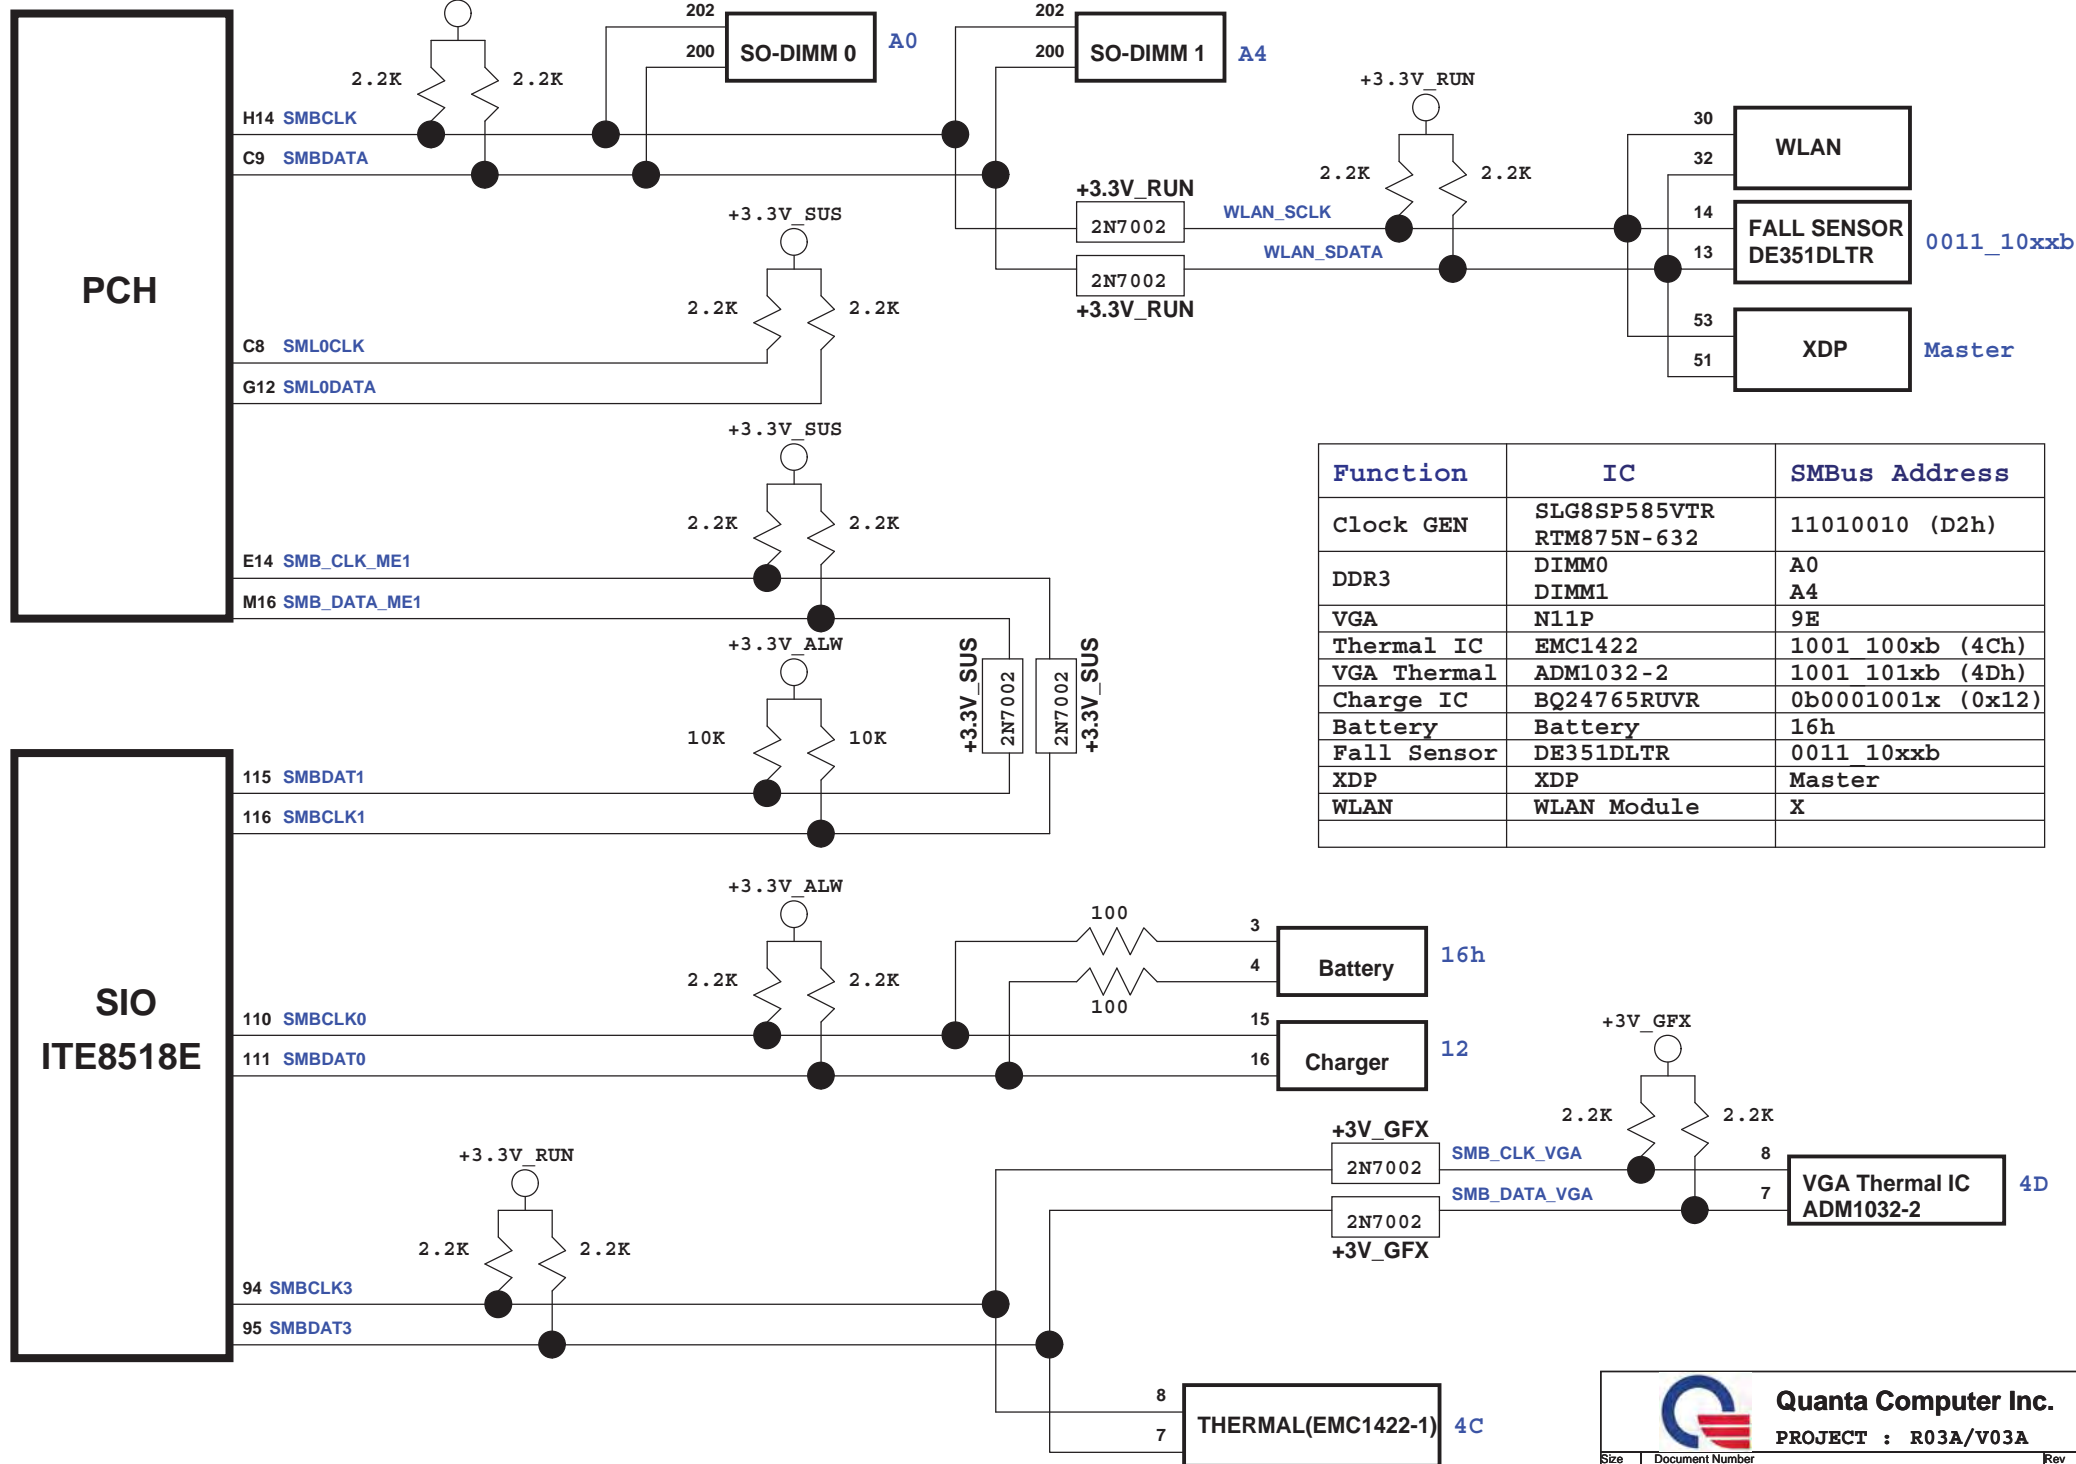 PCH
2.2K
2.2K
H14 SMBCLK
C9 SMBDATA
202
200
SO-DIMM 0
A0
202
200
SO-DIMM 1
A4
+3.3V_RUN
2.2K
2.2K
+3.3V_RUN
2N7002
WLAN_SCLK
WLAN_SDATA
2N7002
+3.3V_RUN
30
32
WLAN
14
13
FALL SENSOR
DE351DLTR
0011_10xxb
53
51
XDP
Master
+3.3V_SUS
2.2K
2.2K
C8 SML0CLK
G12 SML0DATA
+3.3V_SUS
2.2K
2.2K
E14 SMB_CLK_ME1
M16 SMB_DATA_ME1
+3.3V_SUS
2N7002
2N7002
+3.3V_SUS
Function IC SMBus Address
Clock GEN SLG8SP585VTR 11010010 (D2h)
RTM875N-632
DDR3 DIMM0 A0
DIMM1 A4
VGA N11P 9E
Thermal IC EMC1422 1001_100xb (4Ch)
VGA Thermal ADM1032-2 1001_101xb (4Dh)
Charge IC BQ24765RUVR 0b0001001x (0x12)
Battery Battery 16h
Fall Sensor DE351DLTR 0011_10xxb
XDP XDP Master
WLAN WLAN Module X
SIO
ITE8518E
+3.3V_ALW
10K
10K
115 SMBDAT1
116 SMBCLK1
+3.3V_ALW
2.2K
2.2K
110 SMBCLK0
111 SMBDAT0
100
100
3
4
Battery
16h
15
16
Charger
12
+3.3V_RUN
2.2K
2.2K
94 SMBCLK3
95 SMBDAT3
+3V_GFX
2N7002
SMB_CLK_VGA
SMB_DATA_VGA
2N7002
+3V_GFX
+3V_GFX
2.2K
2.2K
8
7
VGA Thermal IC
ADM1032-2
4D
8
7
THERMAL(EMC1422-1)
4C
Quanta Computer Inc.
PROJECT : R03A/V03A
Size Document Number Rev